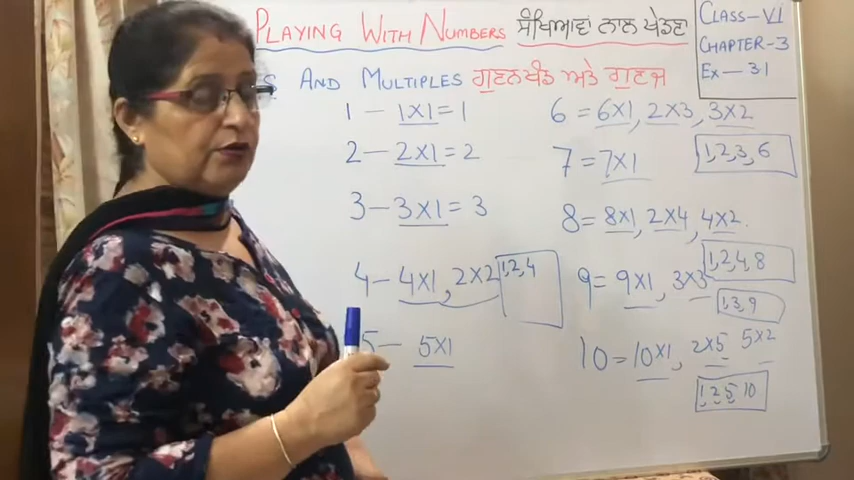 PLAYING WITH NUMBERS ਸੰਖਿਆਵਾਂ ਨਾਲ ਖੇਡਣਾ
CLASS-VI
CHAPTER-3
Ex-3.1
AND MULTIPLES ਗੁਣਨਖੰਡ ਅਤੇ ਗੁਣਜ
1 - 1X1=1
2 - 2X1=2
3 - 3X1=3
4 - 4X1, 2X2 1,2,4
5 - 5X1
6 = 6X1, 2X3, 3X2
1,2,3,6
7 = 7X1
8 = 8X1, 2X4, 4X2.
1,2,4,8
9 = 9X1, 3X3
1,3,9
10 = 10X1, 2X5 5X2
1 2 5 10